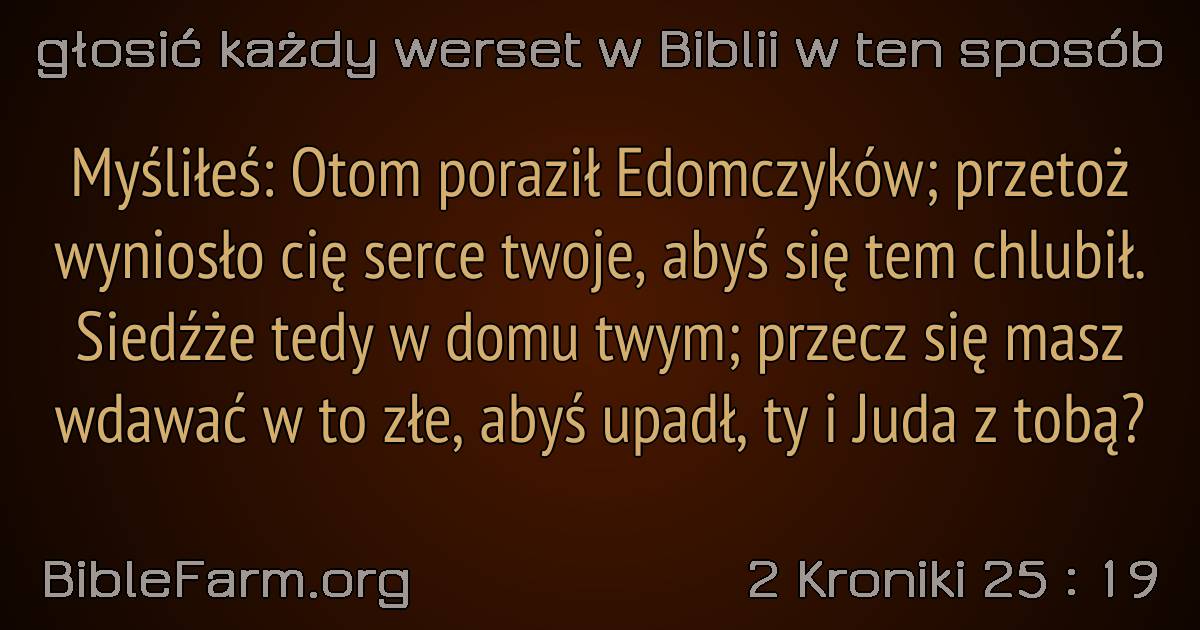 głosić każdy werset w Biblii w ten sposób
Myśliłeś: Otom poraził Edomczyków; przetoż
wyniosło cię serce twoje, abyś się tem chlubił.
Siedźże tedy w domu twym; przecz się masz
wdawać w to złe, abyś upadł, ty i Juda z tobą?
BibleFarm.org
2 Kroniki 25 : 19